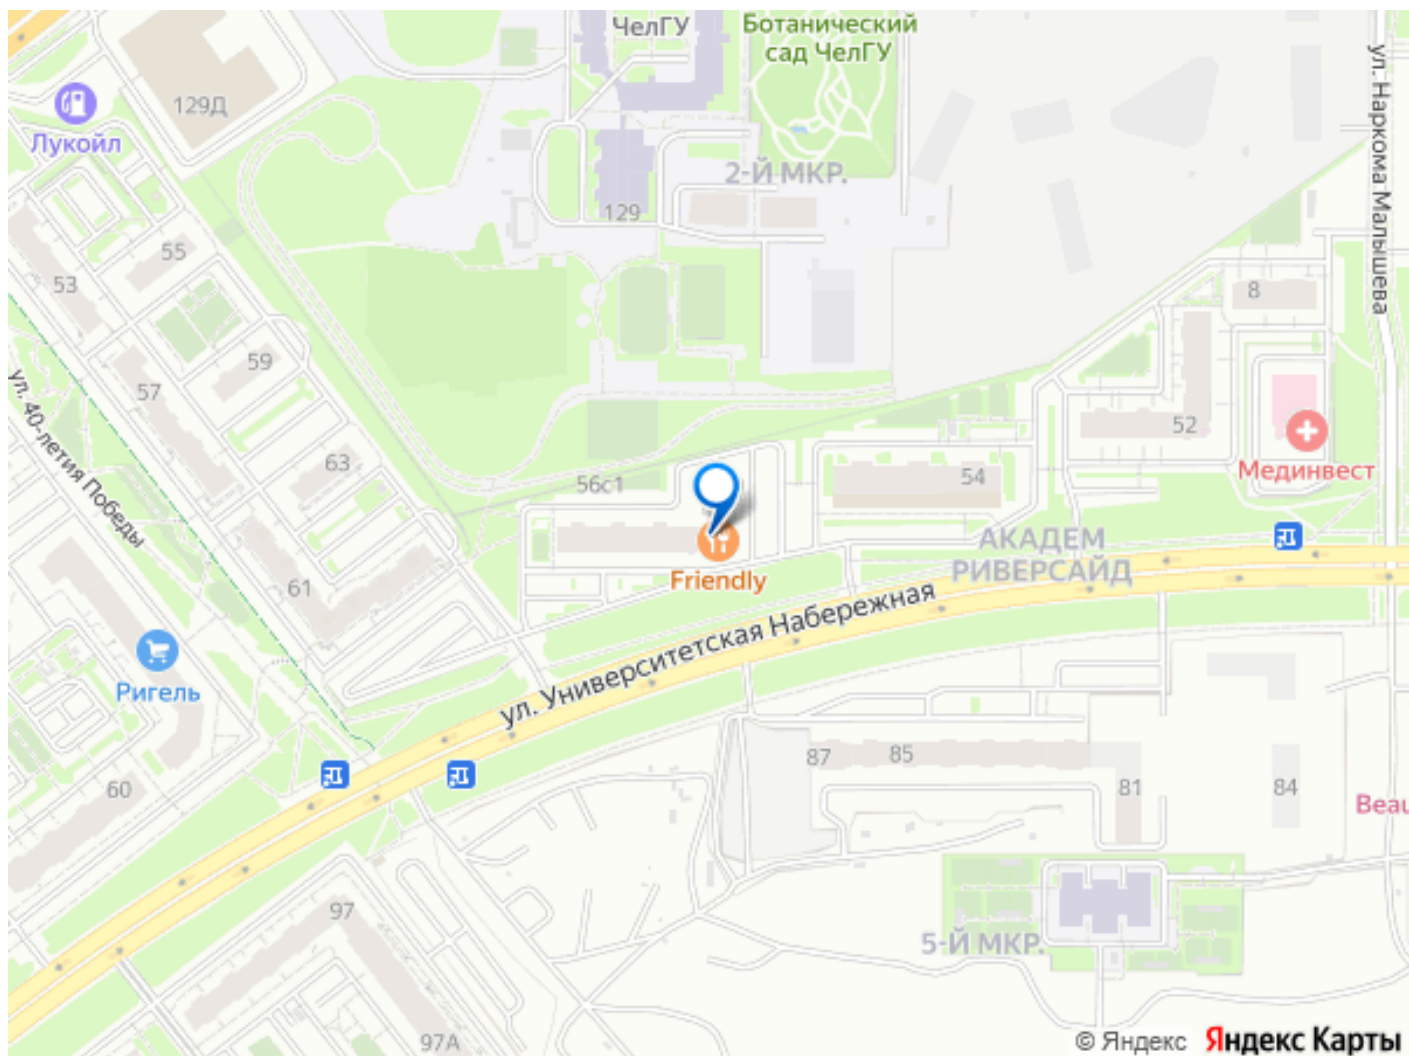 ЧелГУ
Ботанический
сад ЧелГУ
ул. Наркома Малышева
129Д
Лукойл
2-Й МКР.
129
55
53
8
59
57
52
63
54
56с1
Мединвест
ул. 40-летия Победы
АКАДЕМ
РИВЕРСАЙД
Friendly
61
ул. Университетская Набережная
Ригель
87
85
60
81
84
Beau
97
5-Й МКР.
97А
© Яндекс Яндекс Карты